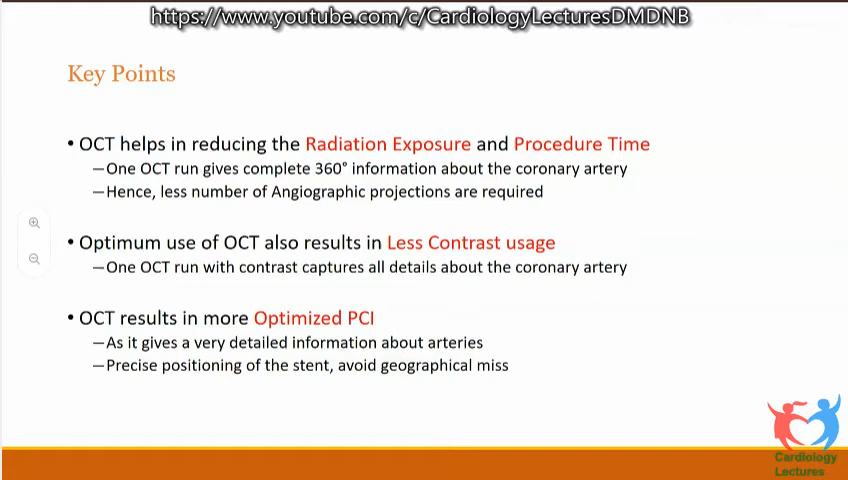 https://www.youtube.com/c/CardiologyLecturesDMDNB
Key Points
• OCT helps in reducing the Radiation Exposure and Procedure Time
–One OCT run gives complete 360° information about the coronary artery
–Hence, less number of Angiographic projections are required
• Optimum use of OCT also results in Less Contrast usage
–One OCT run with contrast captures all details about the coronary artery
• OCT results in more Optimized PCI
–As it gives a very detailed information about arteries
–Precise positioning of the stent, avoid geographical miss
Cardiology
Lectures